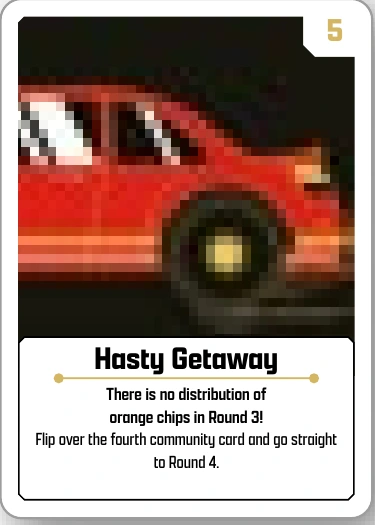 5
Hasty Getaway
There is no distribution of
orange chips in Round 3!
Flip over the fourth community card and go straight
to Round 4.